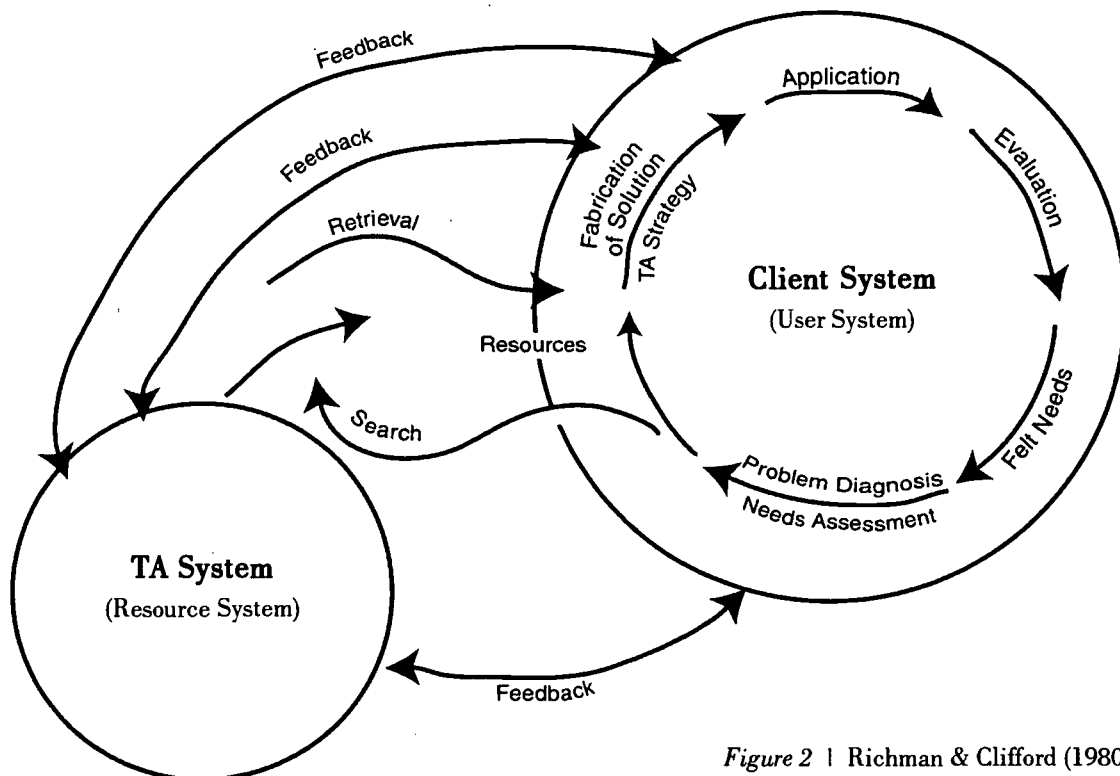 Feedback
Feedback
Retrieval
Resources
Search
Application
Evaluation
Fabrication
of Solution
TA Strategy
Client System
(User System)
Felt Needs
Problem Diagnosis
Needs Assessment
TA System
(Resource System)
Feedback
Figure 2 | Richman & Clifford (1980